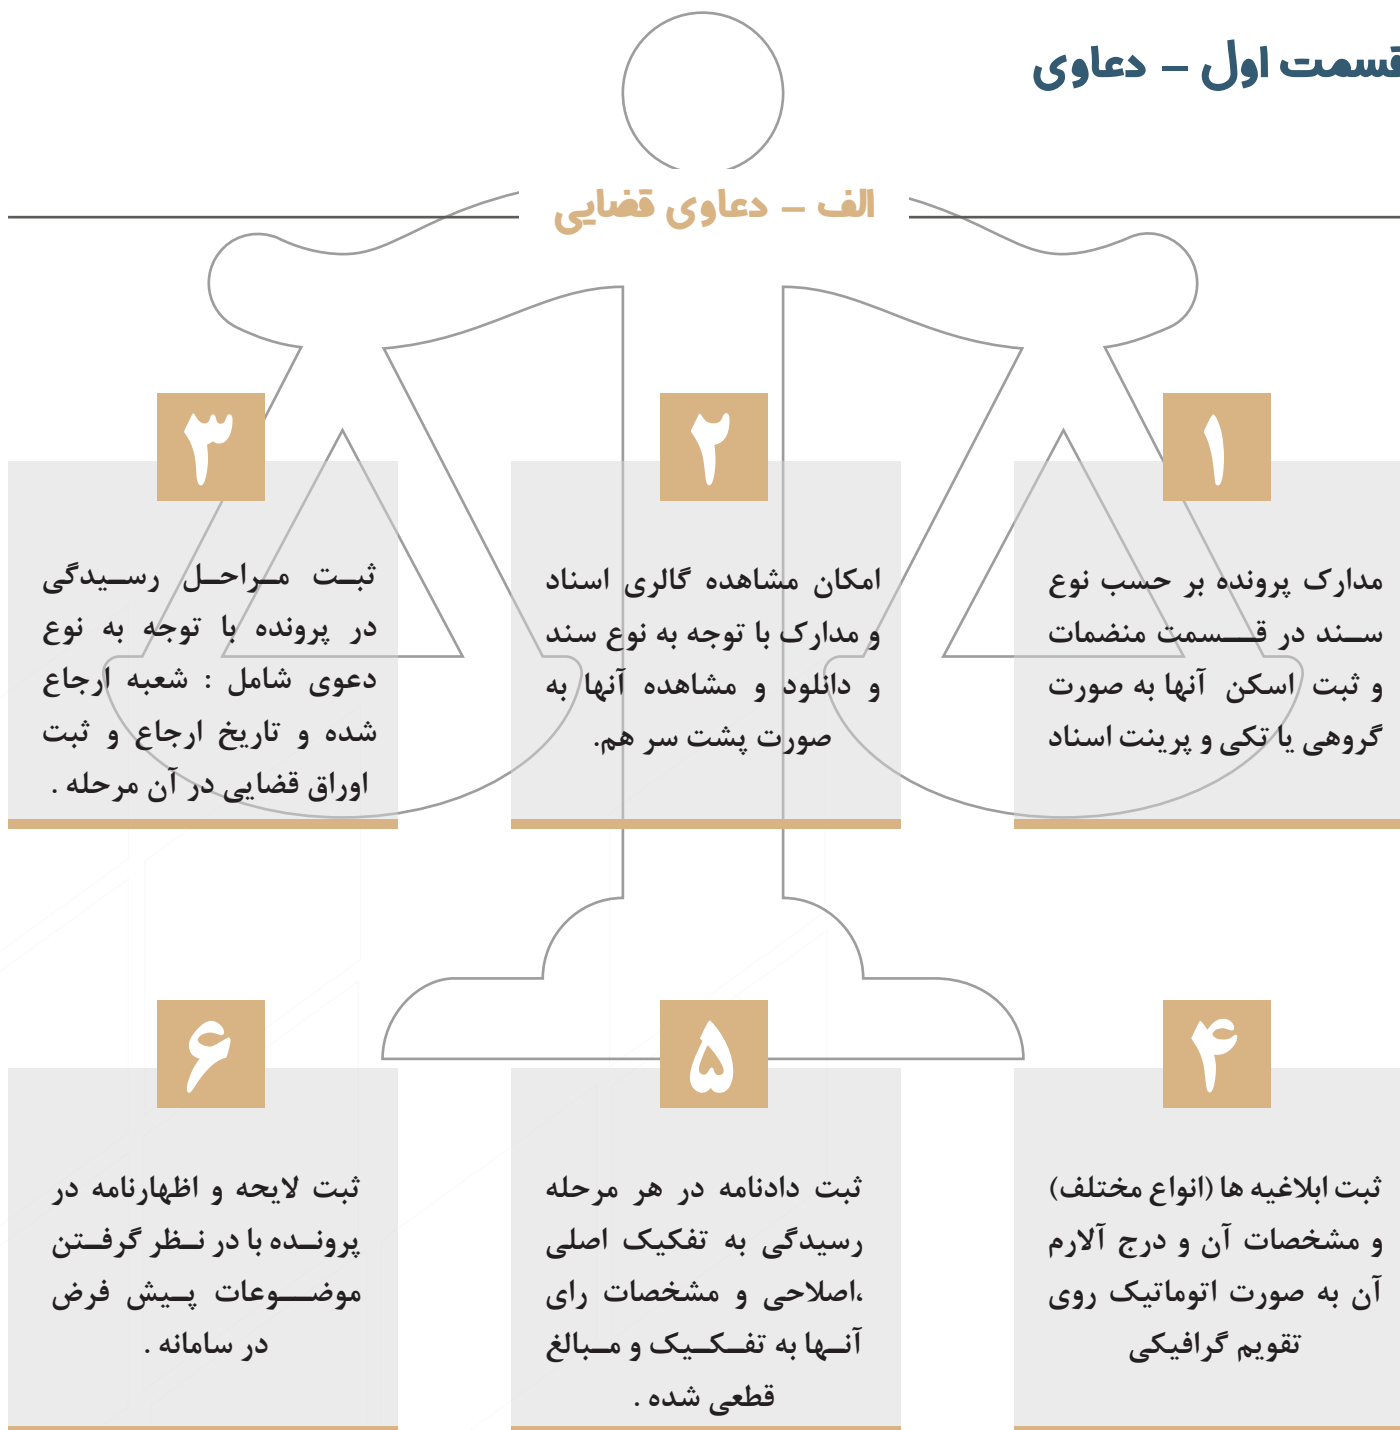 قسمت اول – دعاوی
الف – دعاوی قضایی
۱
مدارک پرونده بر حسب نوع
سند در قسمت منضمات
و ثبت اسکن آنها به صورت
گروهی یا تکی و پرینت اسناد
۲
امکان مشاهده گالری اسناد
و مدارک با توجه به نوع سند
و دانلود و مشاهده آنها به
صورت پشت سر هم.
۳
ثبت مراحل رسیدگی
در پرونده با توجه به نوع
دعوی شامل : شعبه ارجاع
شده و تاریخ ارجاع و ثبت
اوراق قضایی در آن مرحله .
۴
ثبت ابلاغیه ها (انواع مختلف)
و مشخصات آن و درج آلارم
آن به صورت اتوماتیک روی
تقویم گرافیکی
۵
ثبت دادنامه در هر مرحله
رسیدگی به تفکیک اصلی
،اصلاحی و مشخصات رای
آنها به تفکیک و مبالغ
قطعی شده .
۶
ثبت لایحه و اظهارنامه در
پرونده با در نظر گرفتن
موضوعات پیش فرض
در سامانه .